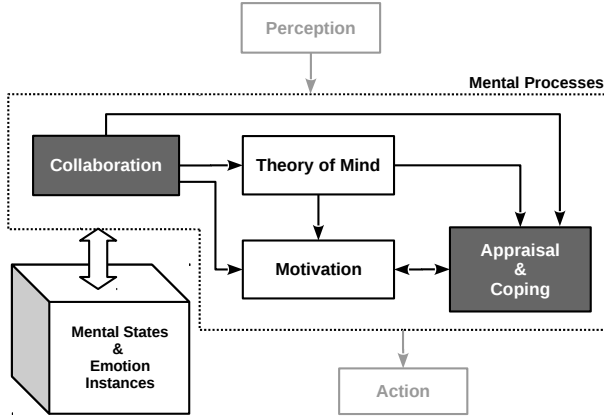 Perception
Mental Processes
Collaboration
Theory of Mind
Motivation
Appraisal
&
Coping
Mental States
&
Emotion
Instances
Action